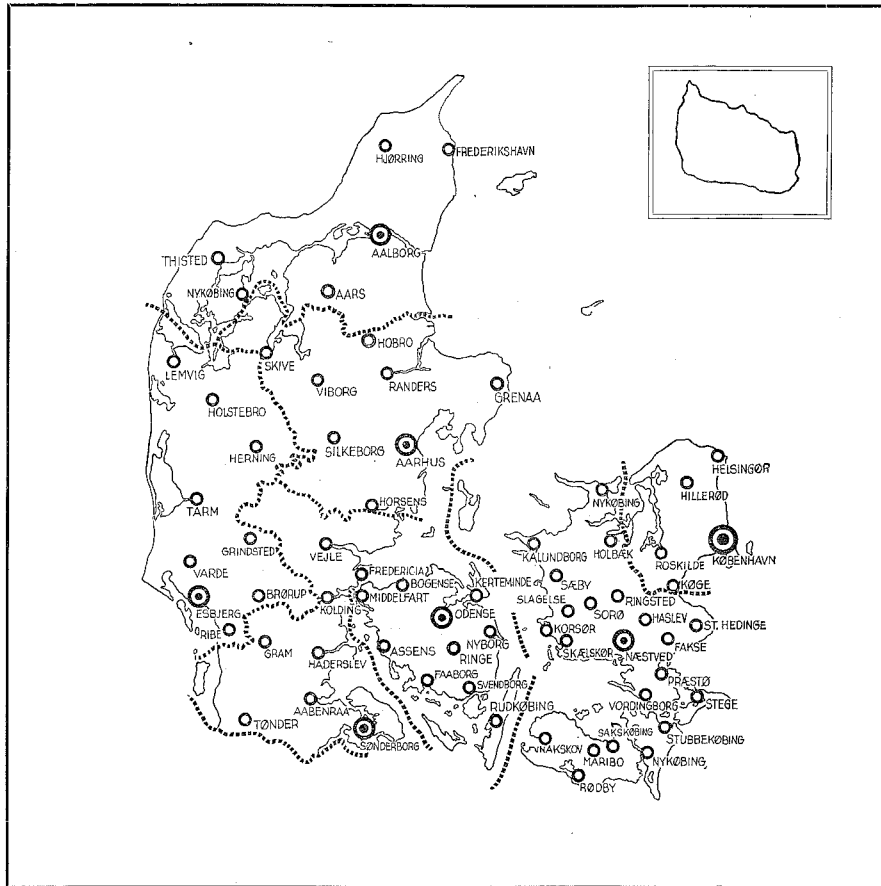 HJØRRING
FREDERIKSHAVN
AALBORG
THISTED
NYKØBING
AARS
HOBRO
SKIVE
LEMVIG
RANDERS
VIBORG
GRENAA
HOLSTEBRO
SILKEBORG
AARHUS
HERNING
HELSINGØR
HILLERØD
NYKØBING
TARM
HORSENS
GRINDSTED
VEJLE
KALUNDBORG
HOLBÆK
ROSKILDE
KØBENHAVN
VARDE
FREDERICIA
BOGENSE
KERTEMINDE
SÆBY
KØGE
BRØRUP
KOLDING
MIDDELFART
SLAGELSE
RINGSTED
ESBJERG
ODENSE
SORØ
HASLEV
ST. HEDINGE
RIBE
KORSØR
GRAM
NYBORG
SKÆLSKØR
NÆSTVED
FAKSE
HADERSLEV
ASSENS
RINGE
FAABORG
SVENDBORG
PRÆSTØ
AABENRAA
RUDKØBING
VORDINGBORG
STEGE
TØNDER
SØNDERBORG
SAKSKØBING
STUBBEKØBING
NAKSKOV
MARIBO
NYKØBING
RØDBY